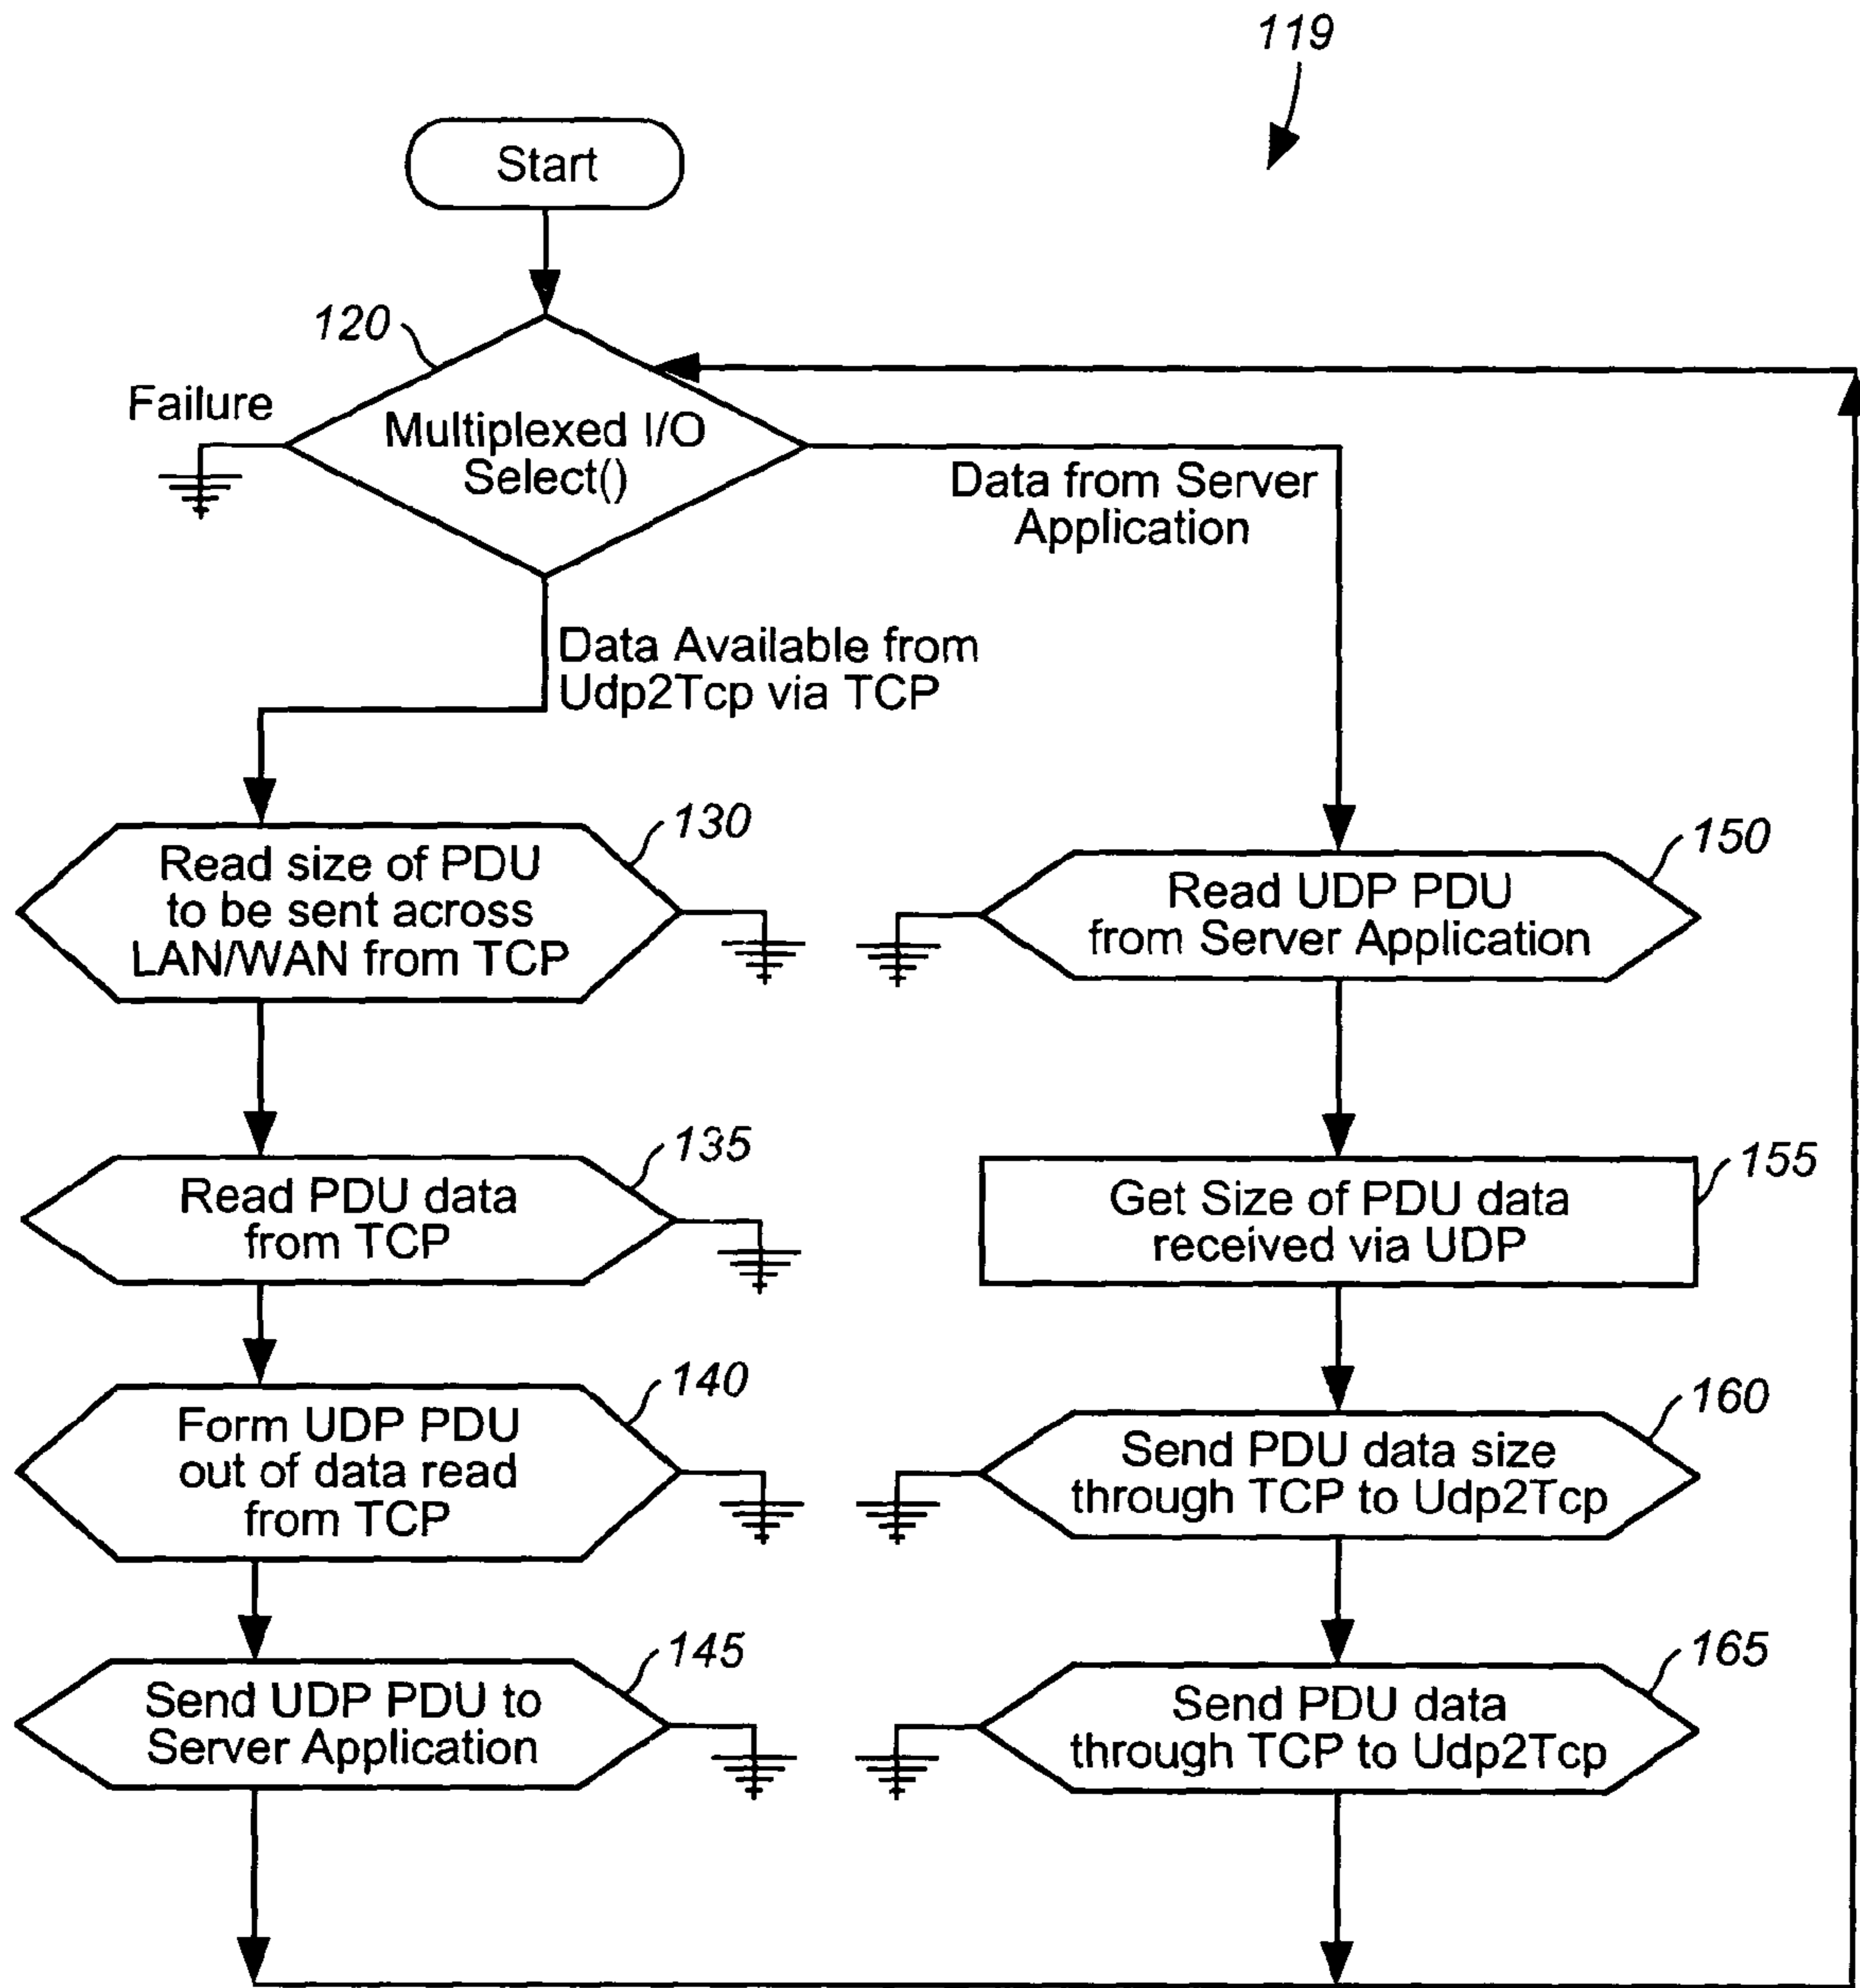 119
Start
120
Failure
Multiplexed I/O
Select()
Data from Server
Application
Data Available from
Udp2Tcp via TCP
130
Read size of PDU
to be sent across
LAN/WAN from TCP
150
Read UDP PDU
from Server Application
135
Read PDU data
from TCP
155
Get Size of PDU data
received via UDP
140
Form UDP PDU
out of data read
from TCP
160
Send PDU data size
through TCP to Udp2Tcp
145
Send UDP PDU to
Server Application
165
Send PDU data
through TCP to Udp2Tcp